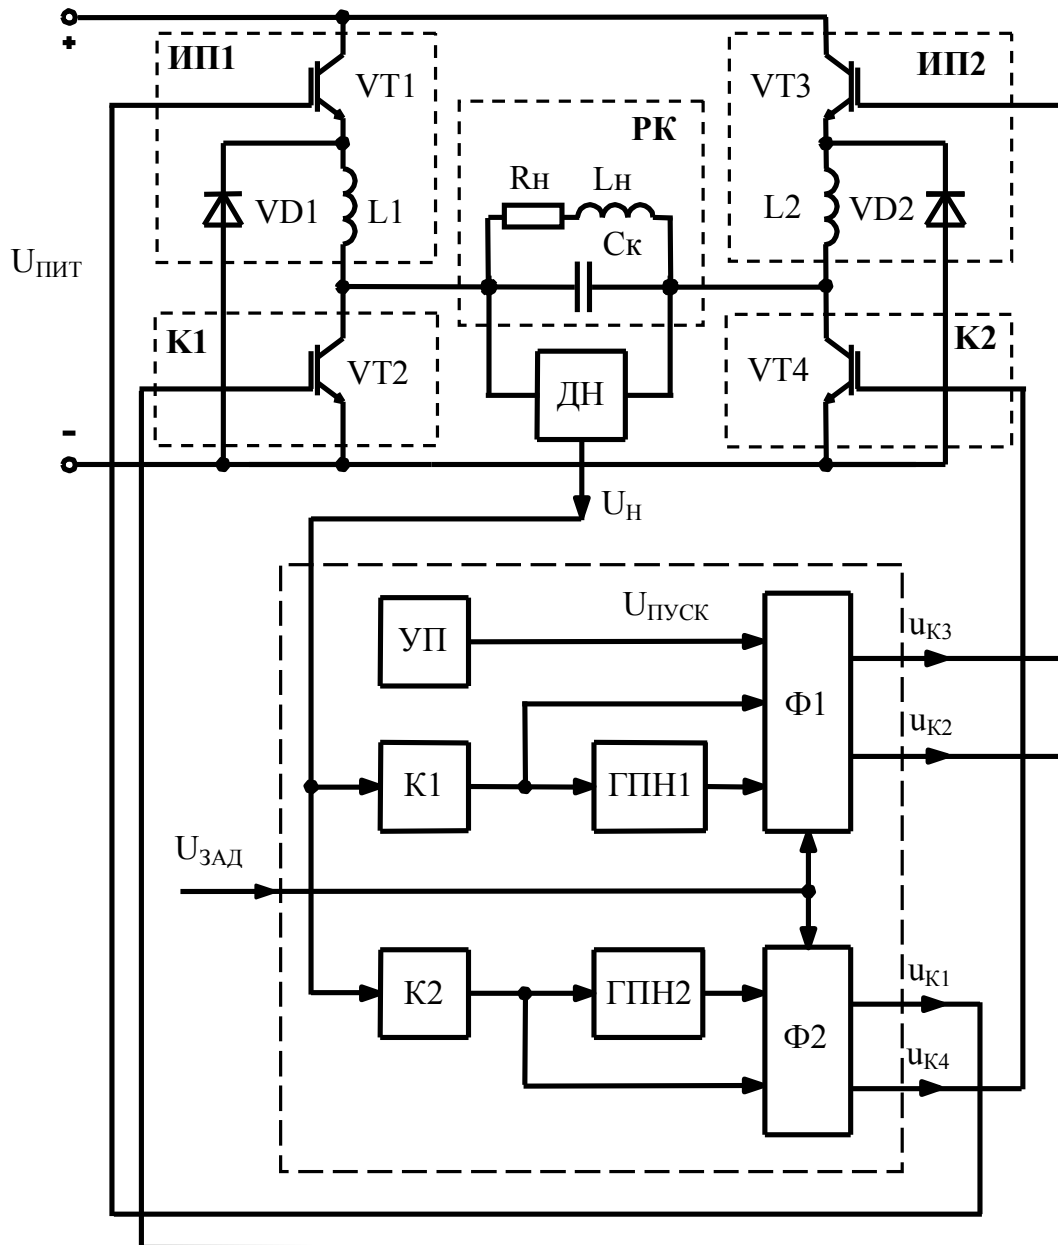 +
ИП1
VT1
VT3
ИП2
РК
Rн
Lн
VD1
L1
L2
VD2
Cк
UПИТ
К1
VT2
VT4
К2
ДН
-
UН
UПУСК
УП
uК3
Ф1
uК2
К1
ГПН1
UЗАД
К2
ГПН2
uК1
Ф2
uК4